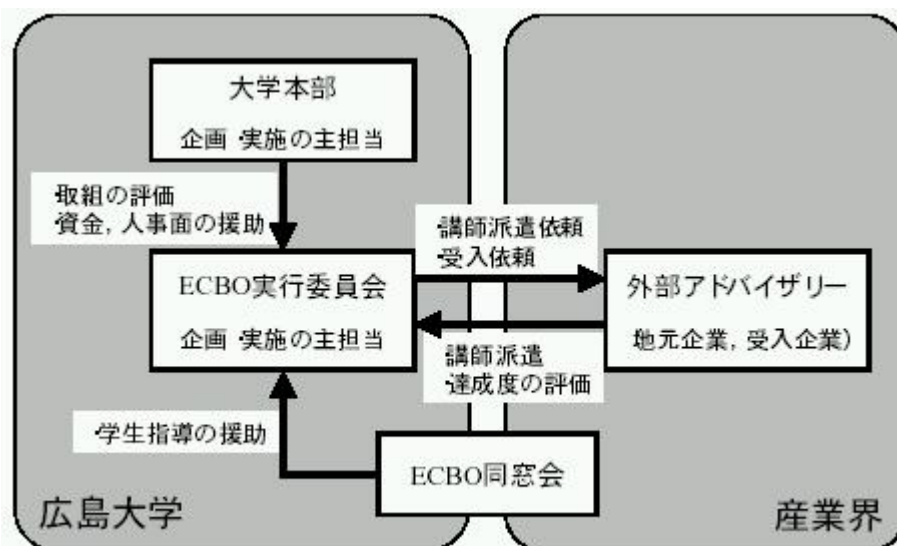 大学本部
企画・実施の主担当
・取組の評価
・資金, 人事面の援助
講師派遣依頼
・受入依頼
ECBO実行委員会
企画・実施の主担当
外部アドバイザリー
地元企業, 受入企業)
・講師派遣
・達成度の評価
・学生指導の援助
ECBO同窓会
広島大学
産業界